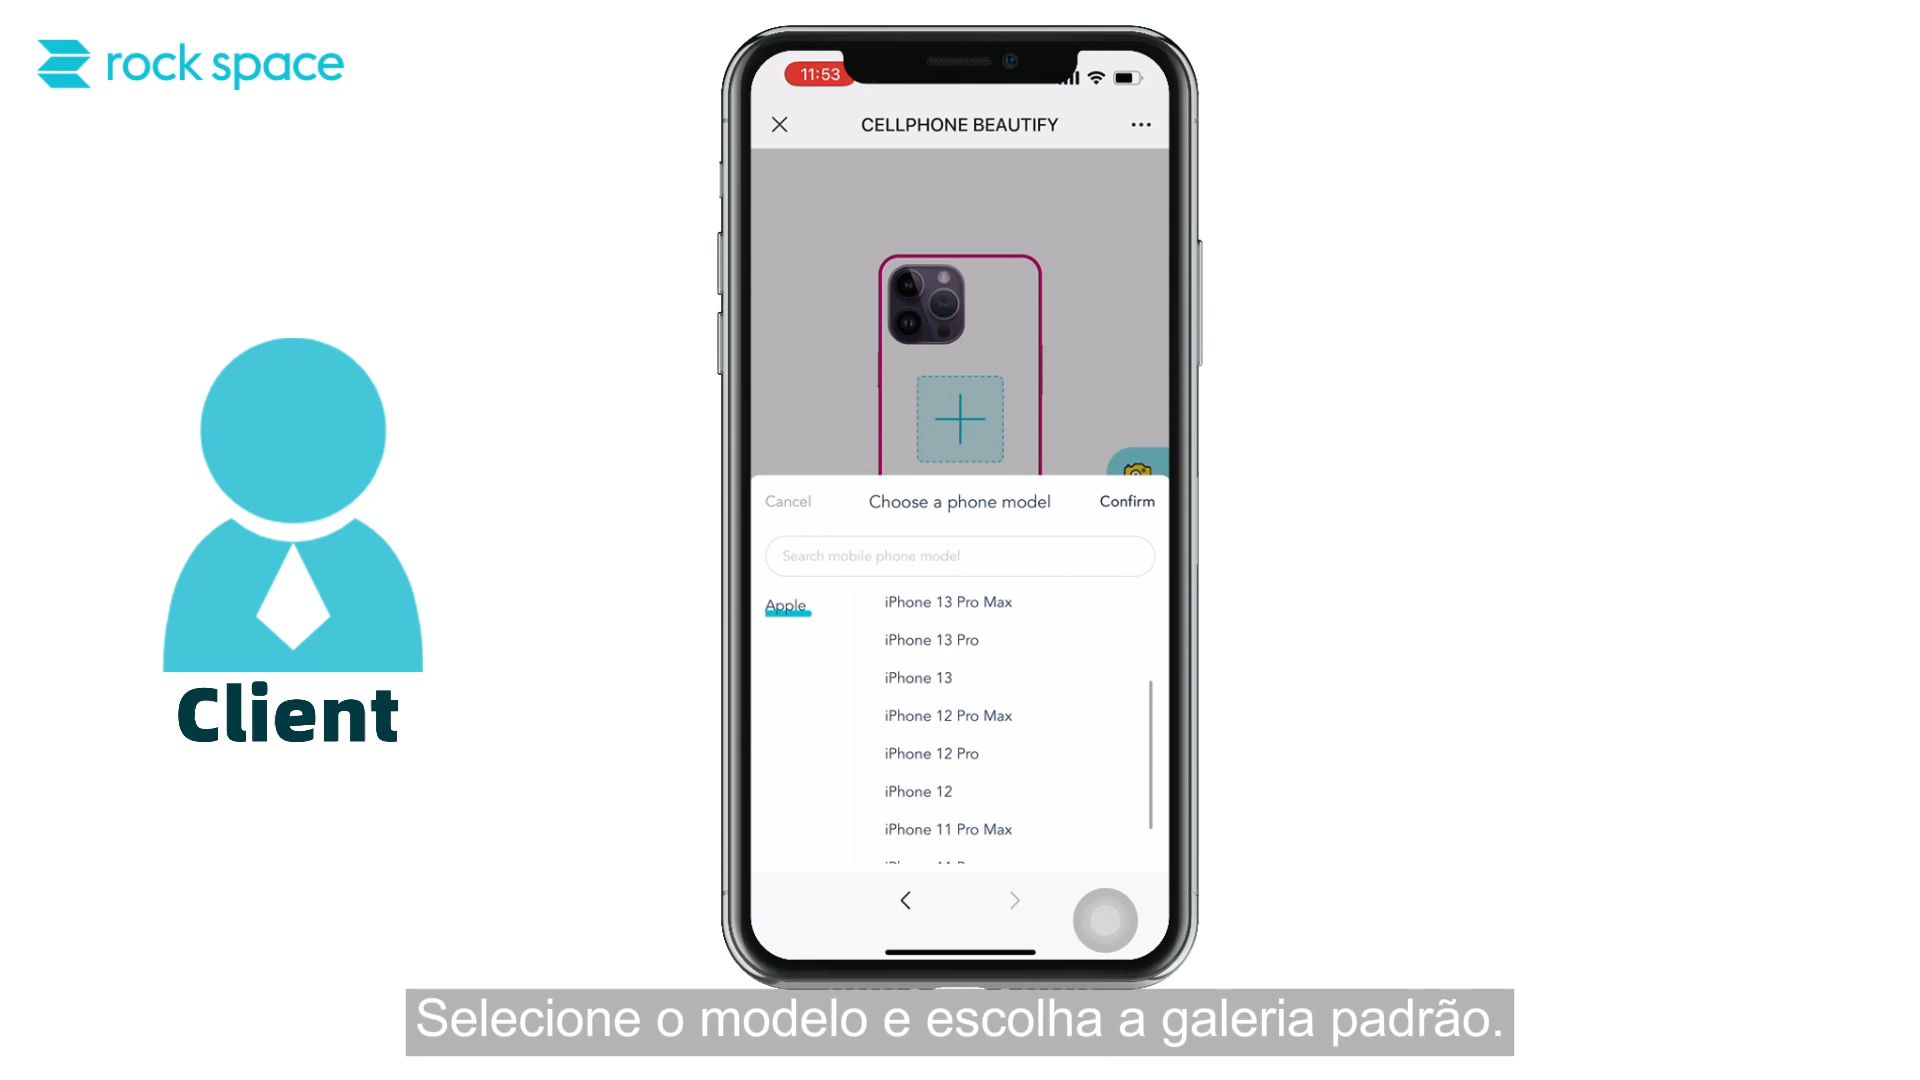 rock space
11:53
CELLPHONE BEAUTIFY
Cancel
Choose a phone model
Confirm
Search mobile phone model
Apple
iPhone 13 Pro Max
iPhone 13 Pro
iPhone 13
iPhone 12 Pro Max
iPhone 12 Pro
iPhone 12
iPhone 11 Pro Max
Client
Selecione o modelo e escolha a galeria padrão.